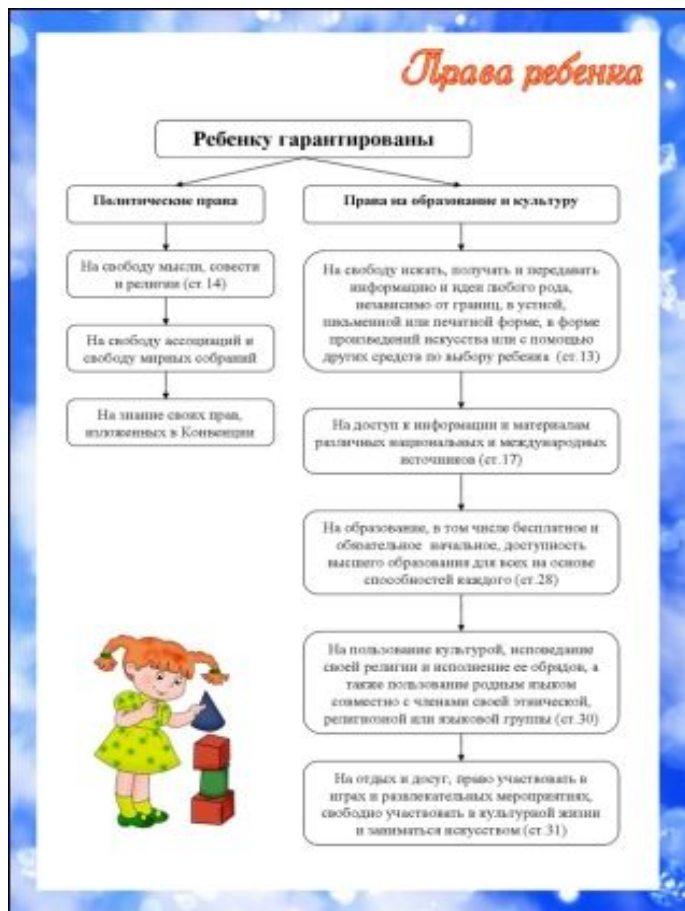 Права ребенка
Ребенку гарантированы
Политические права
На свободу мысли, совести
и религии (ст.14)
На свободу ассоциаций и
свободу мирных собраний
На знание своих прав,
изложенных в Конвенции
Права на образование и культуру
На свободу искать, получать и передавать
информацию и идеи любого рода,
независимо от границ, в устной,
письменной или печатной форме, в форме
произведений искусства или с помощью
других средств по выбору ребенка (ст.13)
На доступ к информации и материалам
различных национальных и международных
источников (ст.17)
На образование, в том числе бесплатное и
обязательное начальное, доступность
высшего образования для всех на основе
способностей каждого (ст.28)
На пользование культурой, исповедание
своей религии и исполнение ее обрядов, а
также пользование родным языком
совместно с членами своей этнической,
религиозной или языковой группы (ст.30)
На отдых и досуг, право участвовать в
играх и развлекательных мероприятиях,
свободно участвовать в культурной жизни
и заниматься искусством (ст.31)